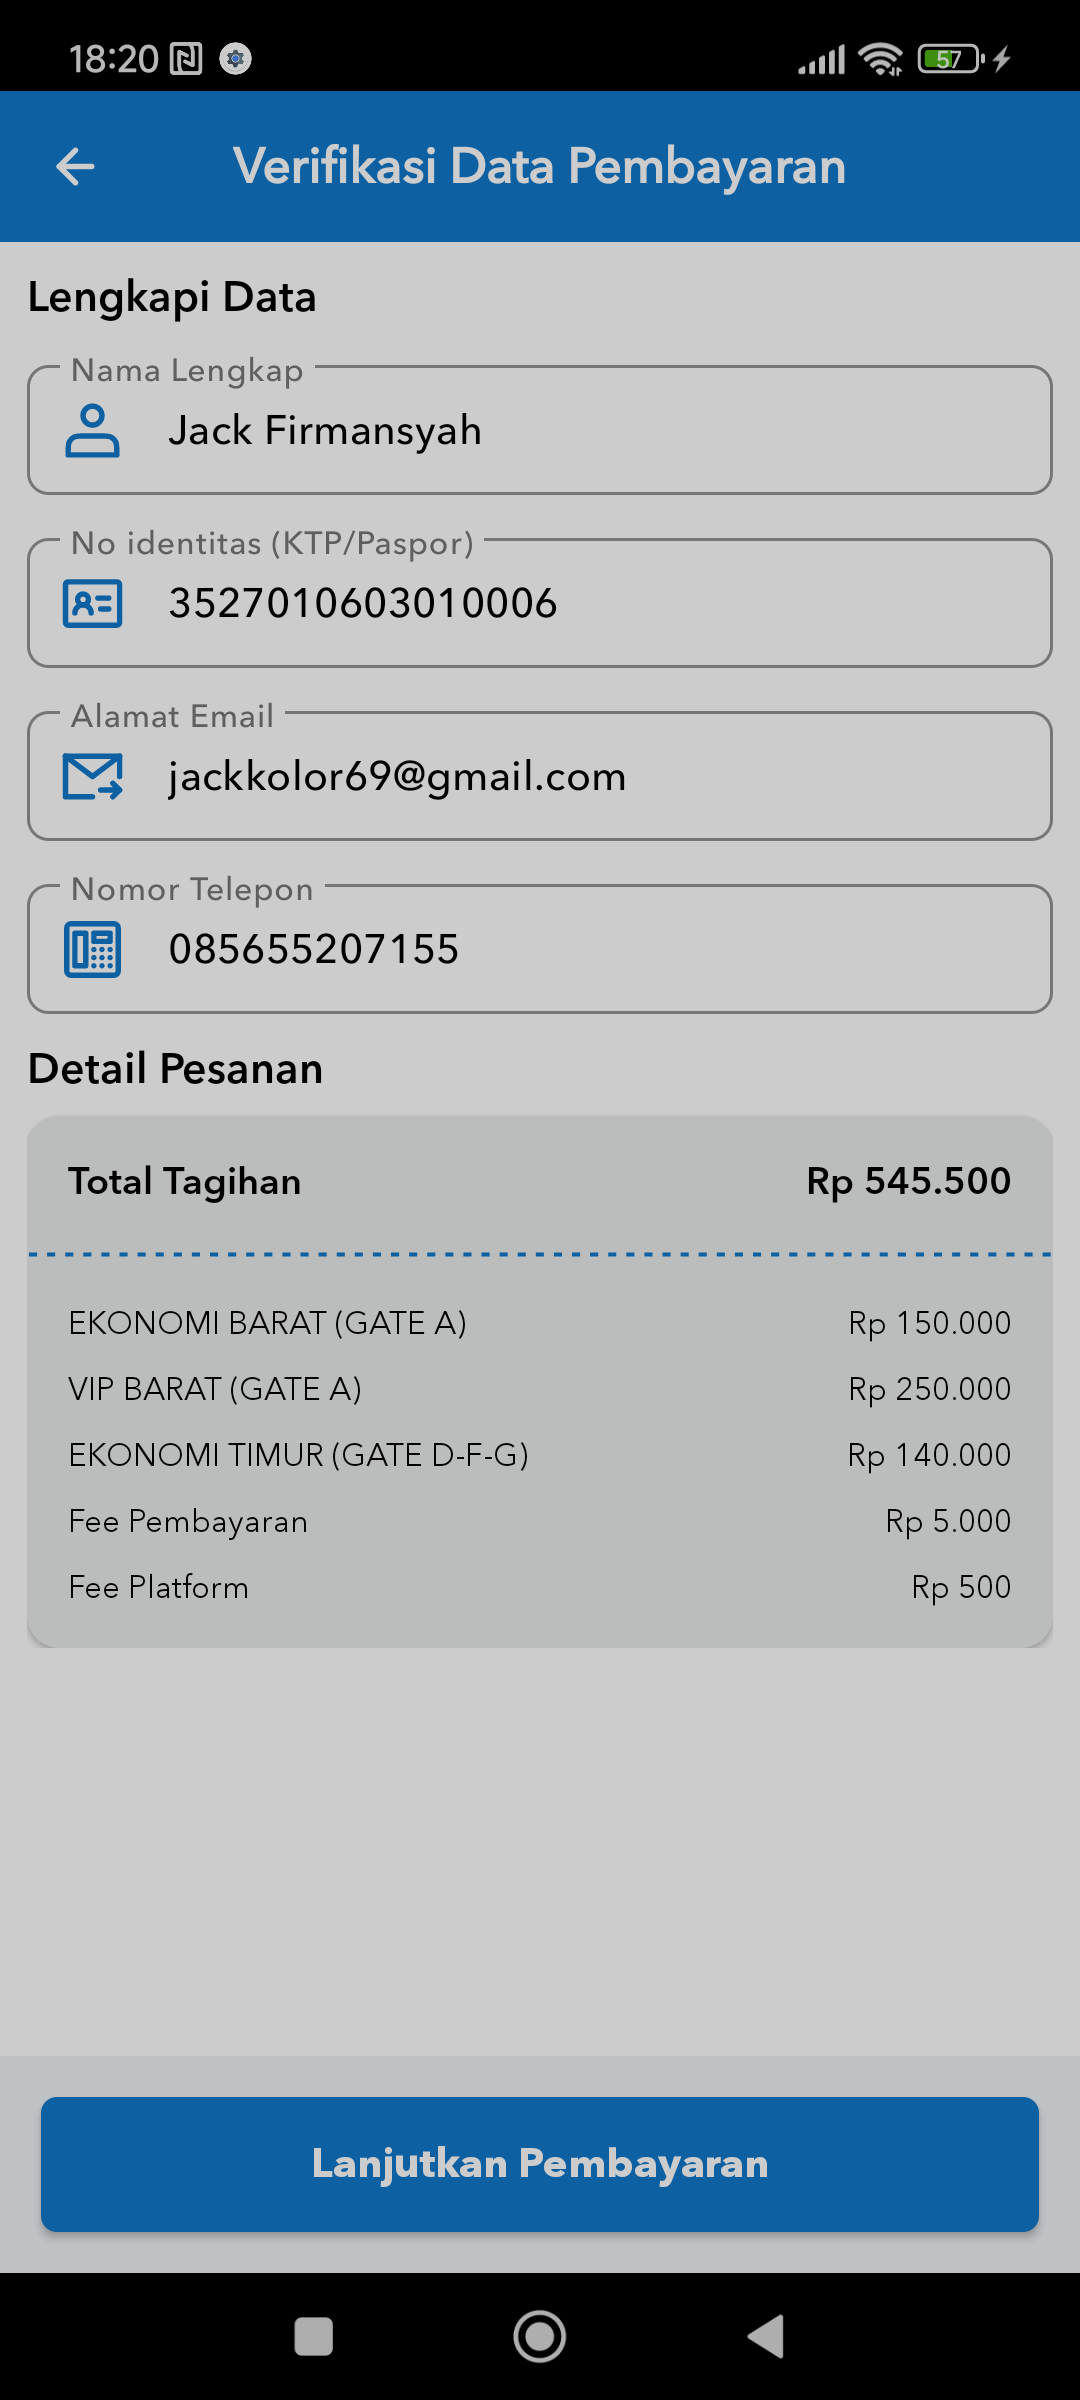 18:20
57
Verifikasi Data Pembayaran
Lengkapi Data
Nama Lengkap
Jack Firmansyah
No identitas (KTP/Paspor)
3527010603010006
Alamat Email
jackkolor69@gmail.com
Nomor Telepon
085655207155
Detail Pesanan
Total Tagihan Rp 545.500
EKONOMI BARAT (GATE A) Rp 150.000
VIP BARAT (GATE A) Rp 250.000
EKONOMI TIMUR (GATE D-F-G) Rp 140.000
Fee Pembayaran Rp 5.000
Fee Platform Rp 500
Lanjutkan Pembayaran